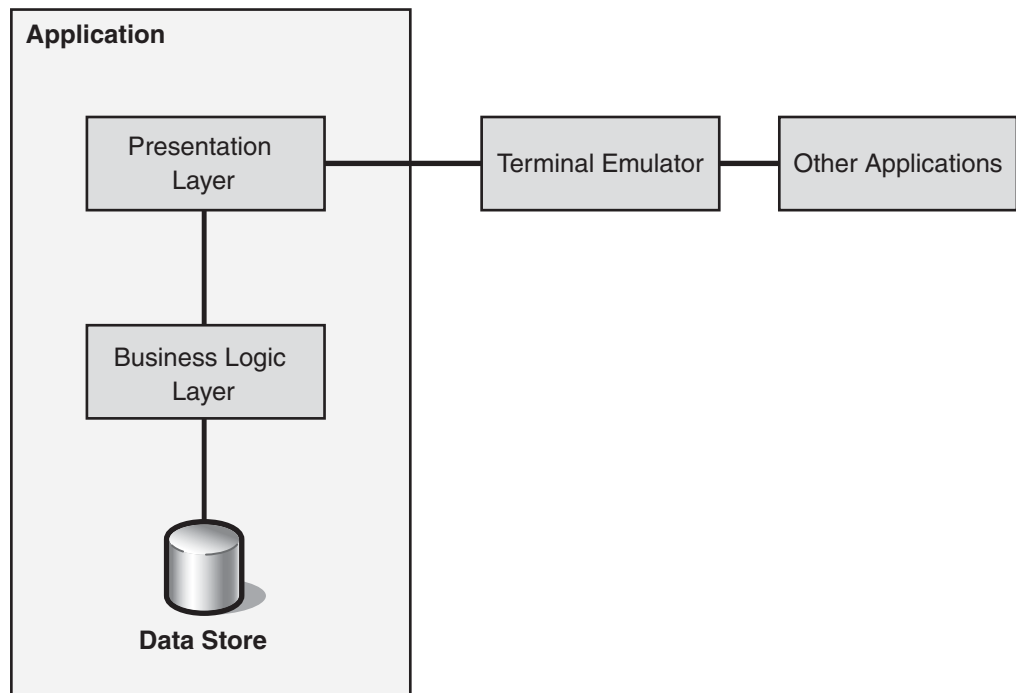 Application
Presentation
Layer
Terminal Emulator
Other Applications
Business Logic
Layer
Data Store